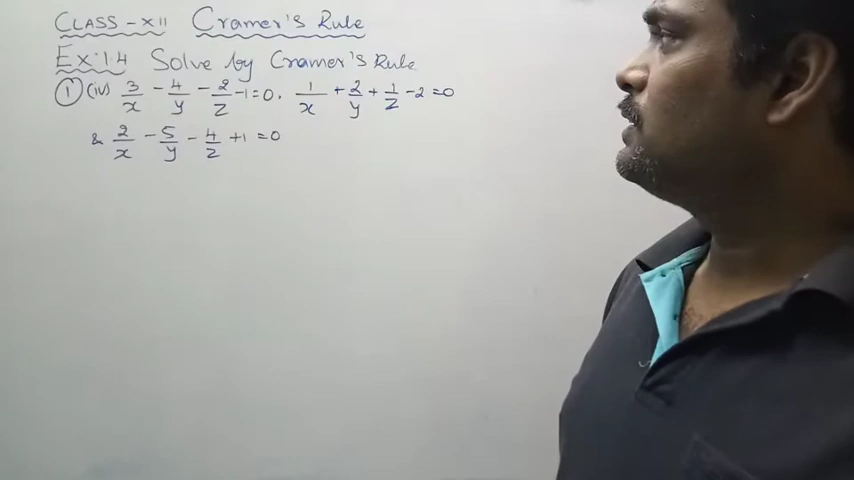 CLASS - XII Cramer's Rule
Ex 1.4 Solve by Cramer's Rule
① (iv) 3/x - 4/y - 2/z - 1 = 0, 1/x + 2/y + 1/z - 2 = 0
& 2/x - 5/y - 4/z + 1 = 0